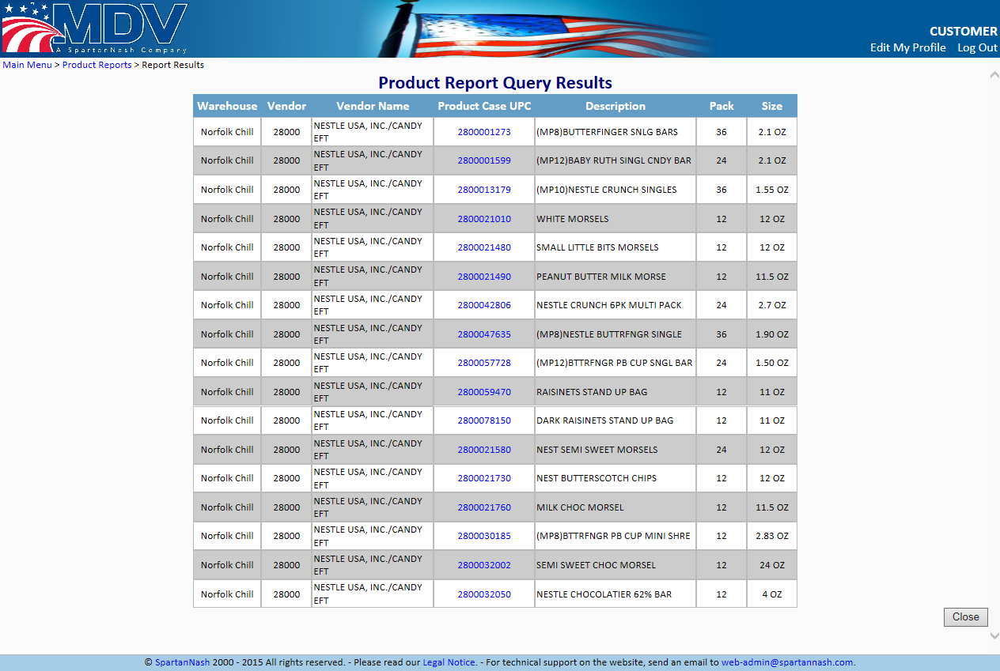 MDV
A SpartanNash Company
CUSTOMER
Edit My Profile Log Out
Main Menu > Product Reports > Report Results
Product Report Query Results
Warehouse Vendor Vendor Name Product Case UPC Description Pack Size
Norfolk Chill 28000 NESTLE USA, INC./CANDY EFT 2800001273 (MP8)BUTTERFINGER SNLG BARS 36 2.1 OZ
Norfolk Chill 28000 NESTLE USA, INC./CANDY EFT 2800001599 (MP12)BABY RUTH SINGL CNDY BAR 24 2.1 OZ
Norfolk Chill 28000 NESTLE USA, INC./CANDY EFT 2800013179 (MP10)NESTLE CRUNCH SINGLES 36 1.55 OZ
Norfolk Chill 28000 NESTLE USA, INC./CANDY EFT 2800021010 WHITE MORSELS 12 12 OZ
Norfolk Chill 28000 NESTLE USA, INC./CANDY EFT 2800021480 SMALL LITTLE BITS MORSELS 12 12 OZ
Norfolk Chill 28000 NESTLE USA, INC./CANDY EFT 2800021490 PEANUT BUTTER MILK MORSE 12 11.5 OZ
Norfolk Chill 28000 NESTLE USA, INC./CANDY EFT 2800042806 NESTLE CRUNCH 6PK MULTI PACK 24 2.7 OZ
Norfolk Chill 28000 NESTLE USA, INC./CANDY EFT 2800047635 (MP8)NESTLE BUTTRFNGR SINGLE 36 1.90 OZ
Norfolk Chill 28000 NESTLE USA, INC./CANDY EFT 2800057728 (MP12)BTTRFNGR PB CUP SNGL BAR 24 1.50 OZ
Norfolk Chill 28000 NESTLE USA, INC./CANDY EFT 2800059470 RAISINETS STAND UP BAG 12 11 OZ
Norfolk Chill 28000 NESTLE USA, INC./CANDY EFT 2800078150 DARK RAISINETS STAND UP BAG 12 11 OZ
Norfolk Chill 28000 NESTLE USA, INC./CANDY EFT 2800021580 NEST SEMI SWEET MORSELS 24 12 OZ
Norfolk Chill 28000 NESTLE USA, INC./CANDY EFT 2800021730 NEST BUTTERSCOTCH CHIPS 12 12 OZ
Norfolk Chill 28000 NESTLE USA, INC./CANDY EFT 2800021760 MILK CHOC MORSEL 12 11.5 OZ
Norfolk Chill 28000 NESTLE USA, INC./CANDY EFT 2800030185 (MP8)BTTRFNGR PB CUP MINI SHRE 12 2.83 OZ
Norfolk Chill 28000 NESTLE USA, INC./CANDY EFT 2800032002 SEMI SWEET CHOC MORSEL 12 24 OZ
Norfolk Chill 28000 NESTLE USA, INC./CANDY EFT 2800032050 NESTLE CHOCOLATIER 62% BAR 12 4 OZ
Close
© SpartanNash 2000 - 2015 All rights reserved. - Please read our Legal Notice. - For technical support on the website, send an email to web-admin@spartannash.com.